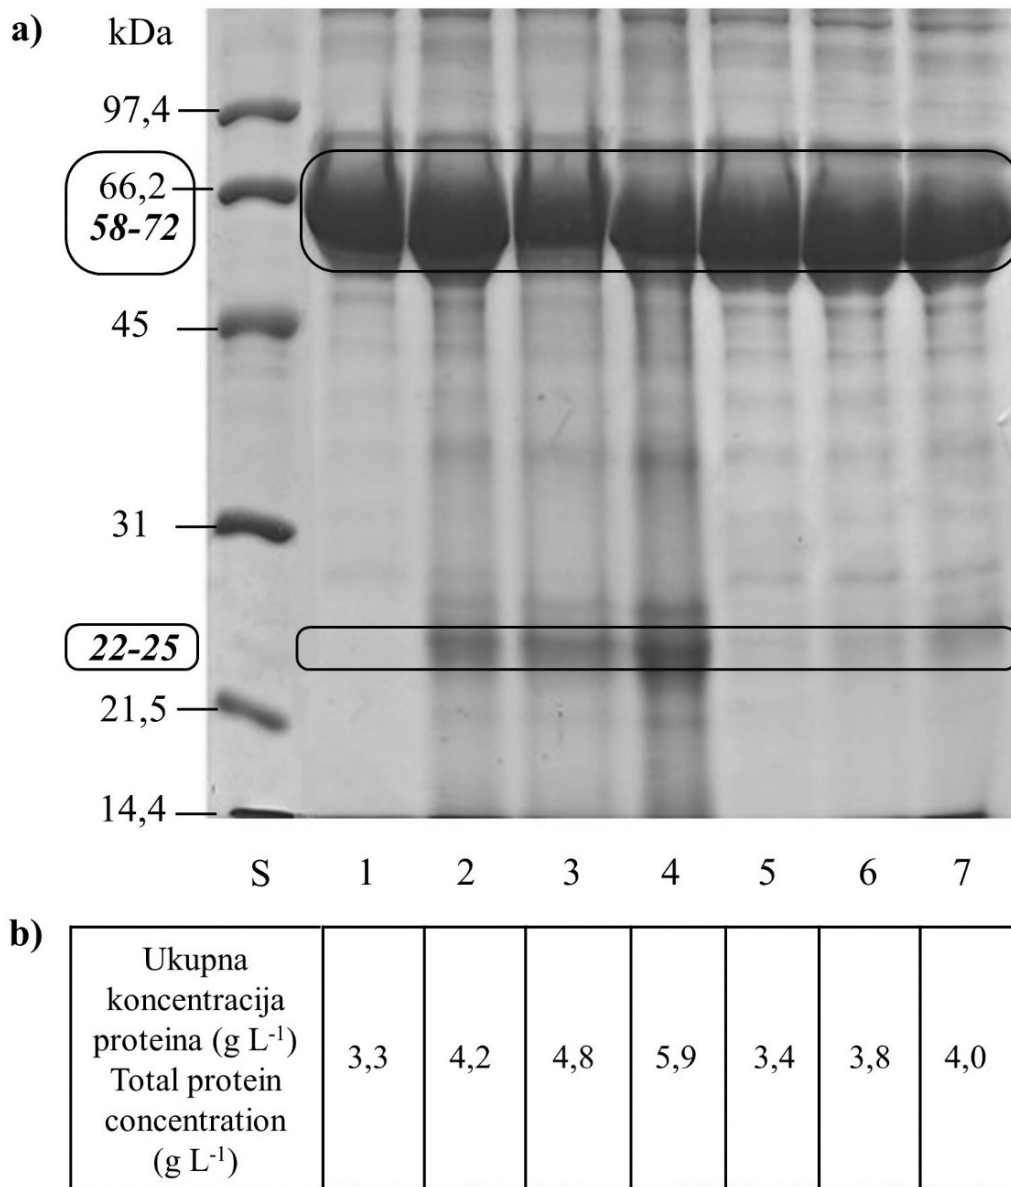 a)
kDa
97,4
66,2
58-72
45
31
22-25
21,5
14,4
S 1 2 3 4 5 6 7
b)
Ukupna
koncentracija
proteina (g L⁻¹)
Total protein
concentration
(g L⁻¹)
3,3 4,2 4,8 5,9 3,4 3,8 4,0